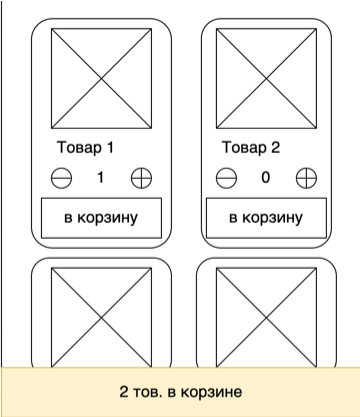 Товар 1
Товар 2
1
0
в корзину
в корзину
2 тов. в корзине